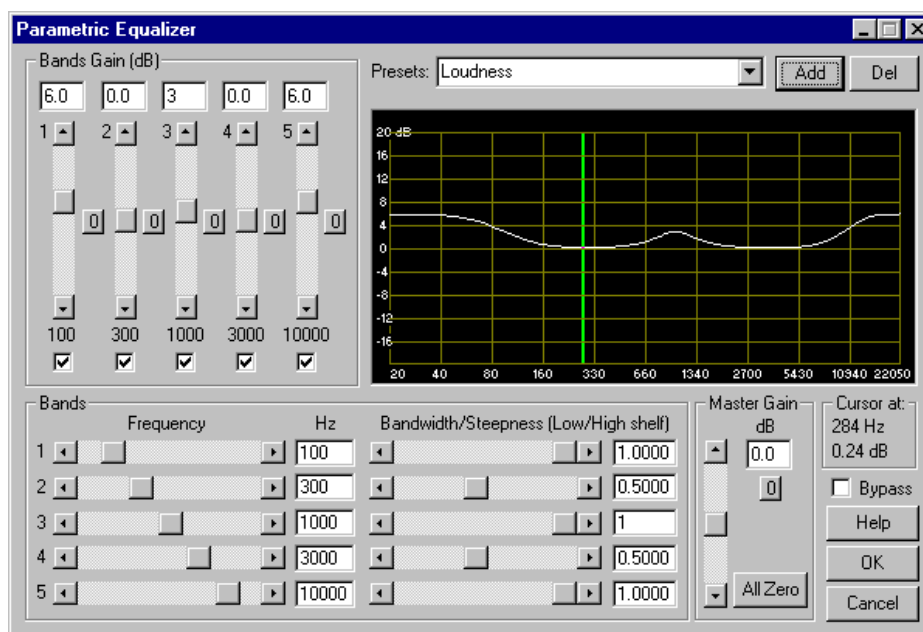 Parametric Equalizer
Bands Gain (dB)
6.0 0.0 3 0.0 6.0
1 2 3 4 5
0 0 0 0 0
100 300 1000 3000 10000
Presets: Loudness Add Del
20 dB
16
12
8
4
0
-4
-8
-12
-16
20 40 80 160 330 660 1340 2700 5430 10940 22050
Bands
Frequency Hz Bandwidth/Steepness (Low/High shelf)
1 100 1.0000
2 300 0.5000
3 1000 1
4 3000 0.5000
5 10000 1.0000
Master Gain
dB
0.0
0
All Zero
Cursor at:
284 Hz
0.24 dB
Bypass
Help
OK
Cancel